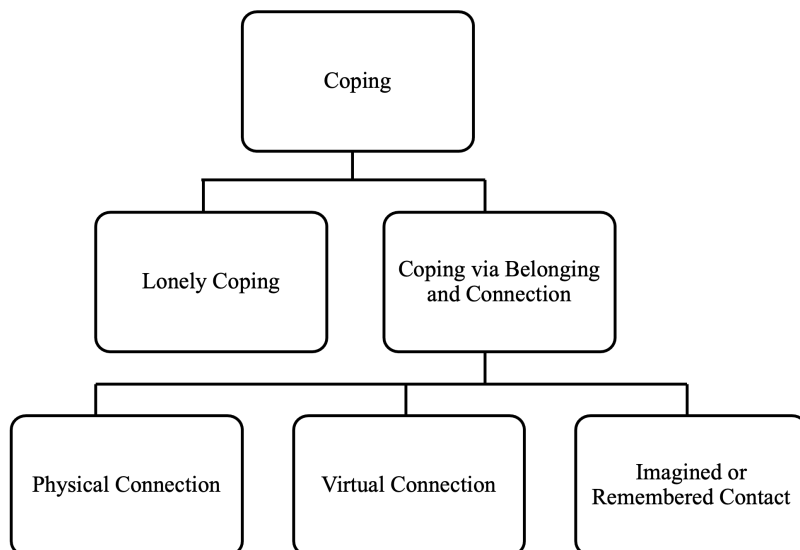 Coping
Lonely Coping
Coping via Belonging
and Connection
Physical Connection
Virtual Connection
Imagined or
Remembered Contact